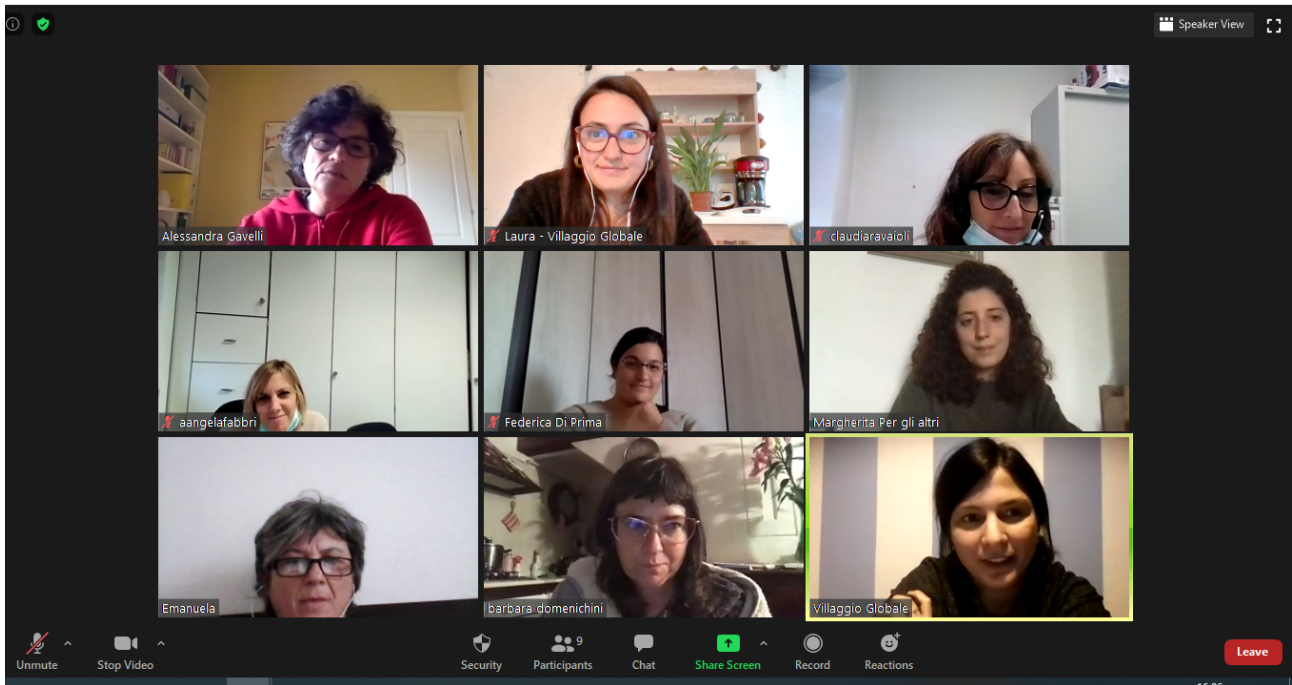 Speaker View
Alessandra Gavelli
Laura - Villaggio Globale
claudiaravaioli
aangelafabbri
Federica Di Prima
Margherita Per gli altri
Emanuela
barbara domenichini
Villaggio Globale
9
Unmute
Stop Video
Security
Participants
Chat
Share Screen
Record
Reactions
Leave